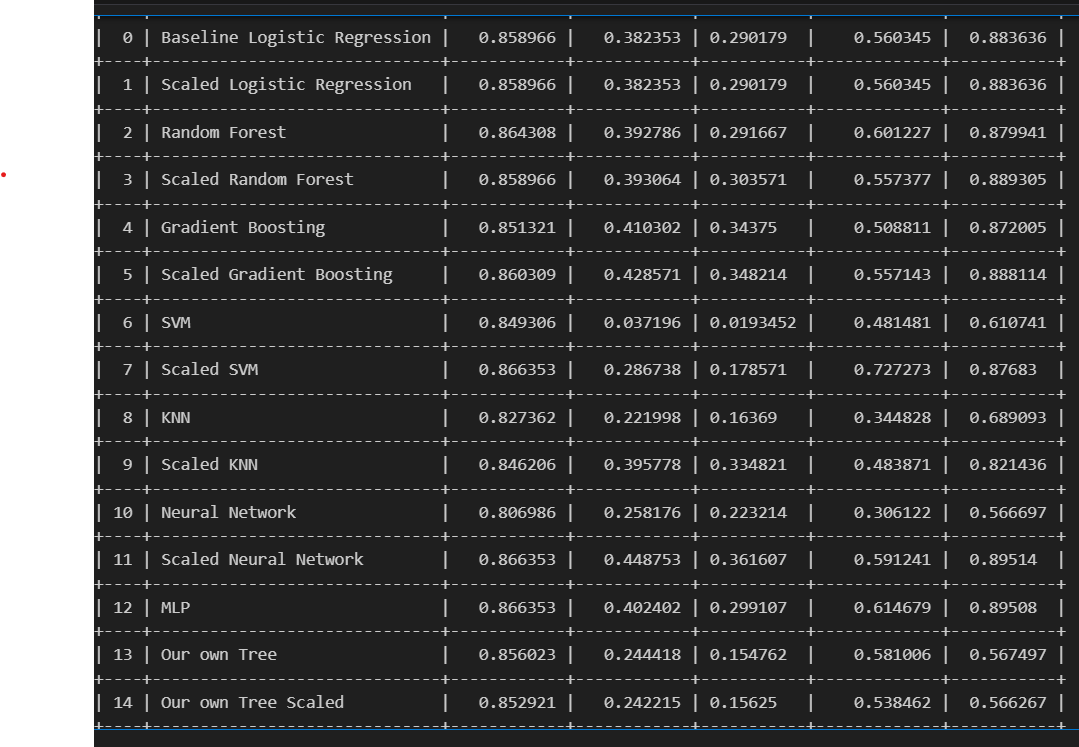 | 0 | Baseline Logistic Regression | 0.858966 | 0.382353 | 0.290179 | 0.560345 | 0.883636 |
| 1 | Scaled Logistic Regression | 0.858966 | 0.382353 | 0.290179 | 0.560345 | 0.883636 |
| 2 | Random Forest | 0.864308 | 0.392786 | 0.291667 | 0.601227 | 0.879941 |
| 3 | Scaled Random Forest | 0.858966 | 0.393064 | 0.303571 | 0.557377 | 0.889305 |
| 4 | Gradient Boosting | 0.851321 | 0.410302 | 0.34375 | 0.508811 | 0.872005 |
| 5 | Scaled Gradient Boosting | 0.860309 | 0.428571 | 0.348214 | 0.557143 | 0.888114 |
| 6 | SVM | 0.849306 | 0.037196 | 0.0193452 | 0.481481 | 0.610741 |
| 7 | Scaled SVM | 0.866353 | 0.286738 | 0.178571 | 0.727273 | 0.87683 |
| 8 | KNN | 0.827362 | 0.221998 | 0.16369 | 0.344828 | 0.689093 |
| 9 | Scaled KNN | 0.846206 | 0.395778 | 0.334821 | 0.483871 | 0.821436 |
| 10 | Neural Network | 0.806986 | 0.258176 | 0.223214 | 0.306122 | 0.566697 |
| 11 | Scaled Neural Network | 0.866353 | 0.448753 | 0.361607 | 0.591241 | 0.89514 |
| 12 | MLP | 0.866353 | 0.402402 | 0.299107 | 0.614679 | 0.89508 |
| 13 | Our own Tree | 0.856023 | 0.244418 | 0.154762 | 0.581006 | 0.567497 |
| 14 | Our own Tree Scaled | 0.852921 | 0.242215 | 0.15625 | 0.538462 | 0.566267 |